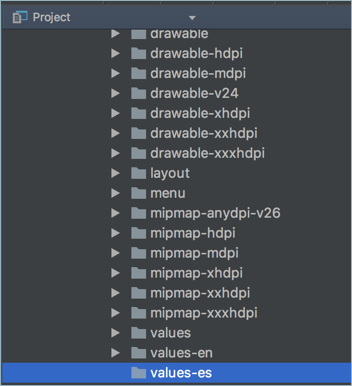 Project
drawable
drawable-hdpi
drawable-mdpi
drawable-v24
drawable-xhdpi
drawable-xxhdpi
drawable-xxxhdpi
layout
menu
mipmap-anydpi-v26
mipmap-hdpi
mipmap-mdpi
mipmap-xhdpi
mipmap-xxhdpi
mipmap-xxxhdpi
values
values-en
values-es